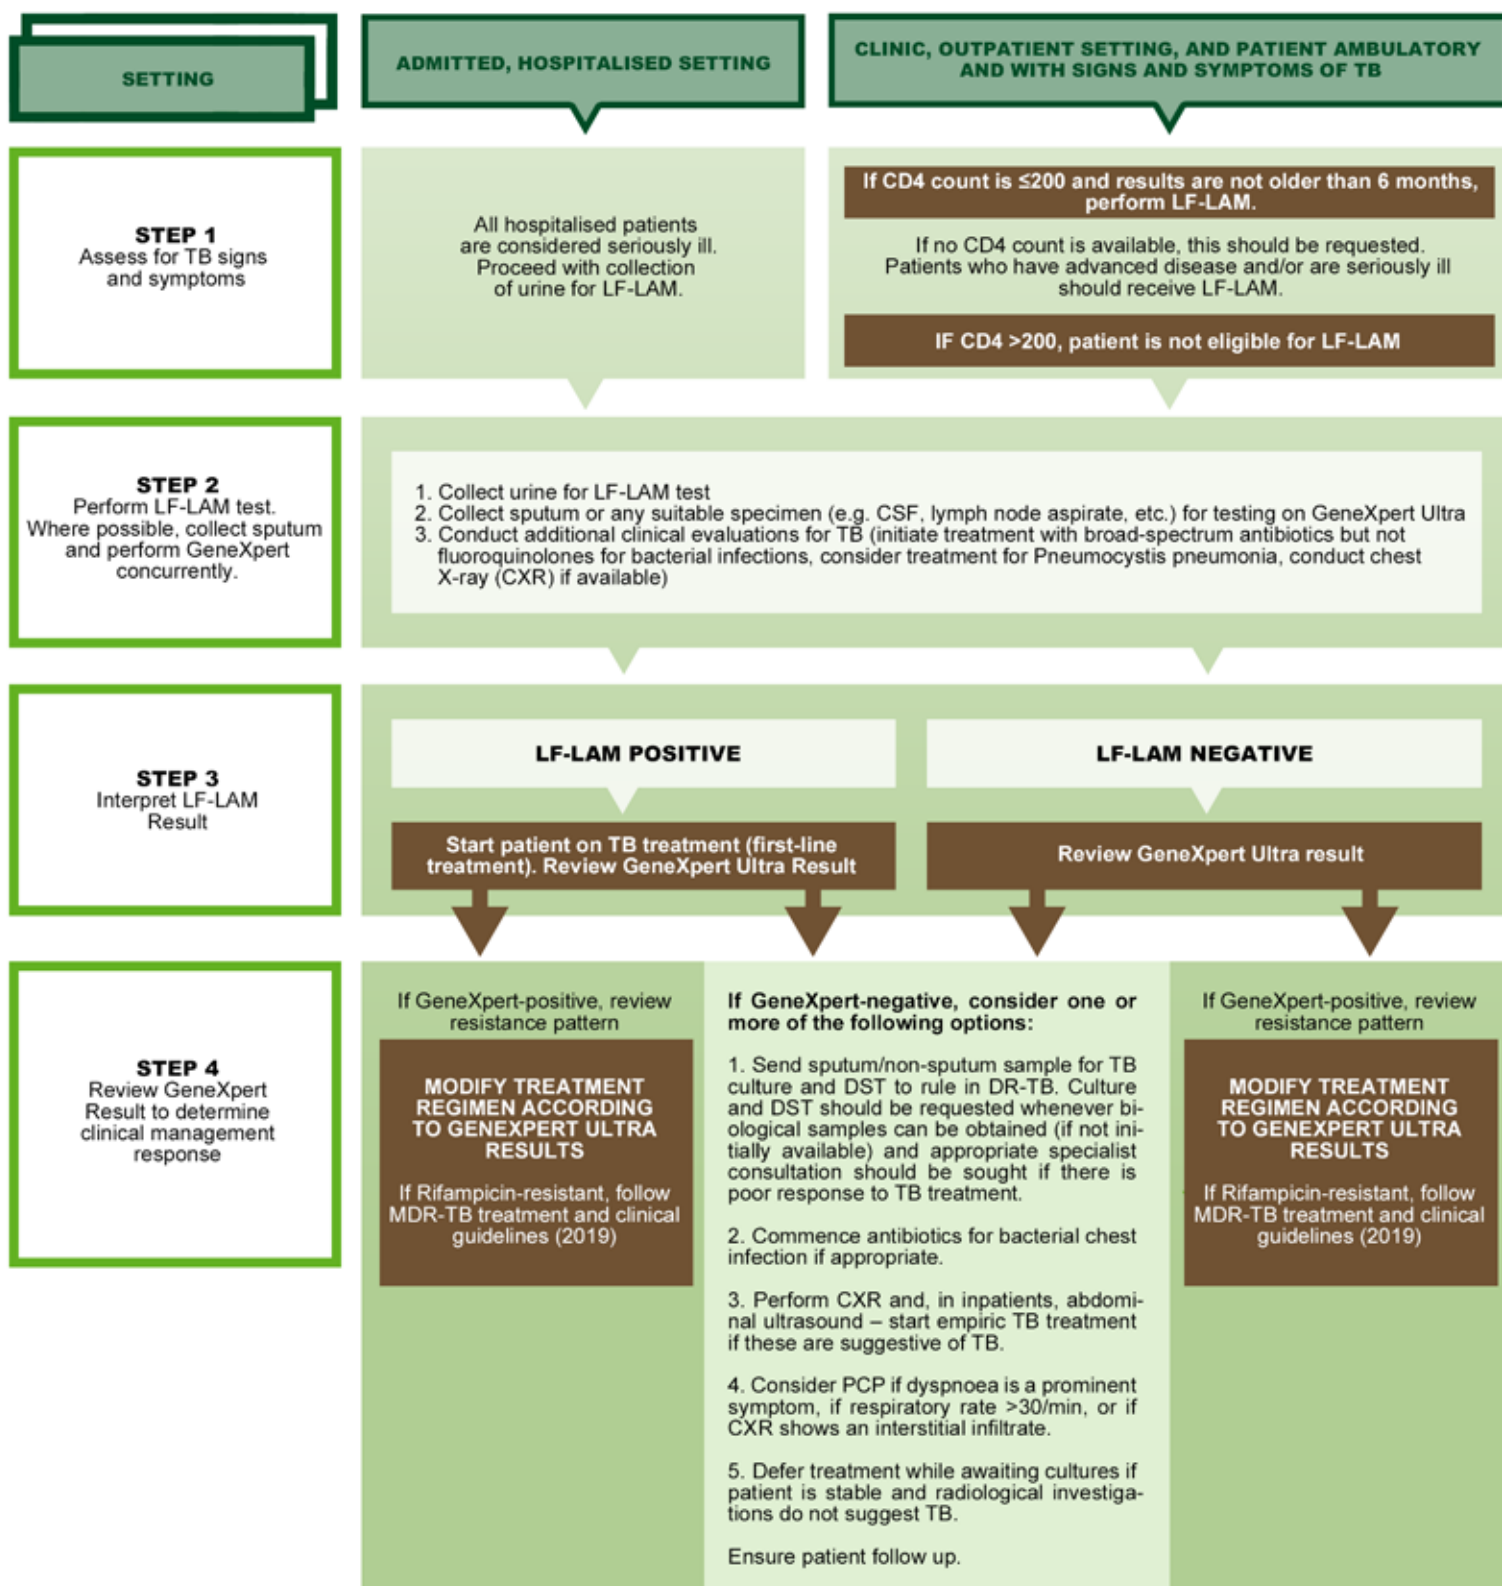 SETTING
ADMITTED, HOSPITALISED SETTING
CLINIC, OUTPATIENT SETTING, AND PATIENT AMBULATORY
AND WITH SIGNS AND SYMPTOMS OF TB
STEP 1
Assess for TB signs
and symptoms
All hospitalised patients
are considered seriously ill.
Proceed with collection
of urine for LF-LAM.
If CD4 count is ≤200 and results are not older than 6 months,
perform LF-LAM.
If no CD4 count is available, this should be requested.
Patients who have advanced disease and/or are seriously ill
should receive LF-LAM.
IF CD4 >200, patient is not eligible for LF-LAM
STEP 2
Perform LF-LAM test.
Where possible, collect sputum
and perform GeneXpert
concurrently.
1. Collect urine for LF-LAM test
2. Collect sputum or any suitable specimen (e.g. CSF, lymph node aspirate, etc.) for testing on GeneXpert Ultra
3. Conduct additional clinical evaluations for TB (initiate treatment with broad-spectrum antibiotics but not
fluoroquinolones for bacterial infections, consider treatment for Pneumocystis pneumonia, conduct chest
X-ray (CXR) if available)
STEP 3
Interpret LF-LAM
Result
LF-LAM POSITIVE
Start patient on TB treatment (first-line
treatment). Review GeneXpert Ultra Result
LF-LAM NEGATIVE
Review GeneXpert Ultra result
STEP 4
Review GeneXpert
Result to determine
clinical management
response
If GeneXpert-positive, review
resistance pattern
MODIFY TREATMENT
REGIMEN ACCORDING
TO GENEXPERT ULTRA
RESULTS
If Rifampicin-resistant, follow
MDR-TB treatment and clinical
guidelines (2019)
If GeneXpert-negative, consider one or
more of the following options:
1. Send sputum/non-sputum sample for TB
culture and DST to rule in DR-TB. Culture
and DST should be requested whenever bi-
ological samples can be obtained (if not ini-
tially available) and appropriate specialist
consultation should be sought if there is
poor response to TB treatment.
2. Commence antibiotics for bacterial chest
infection if appropriate.
3. Perform CXR and, in inpatients, abdomi-
nal ultrasound – start empiric TB treatment
if these are suggestive of TB.
4. Consider PCP if dyspnoea is a prominent
symptom, if respiratory rate >30/min, or if
CXR shows an interstitial infiltrate.
5. Defer treatment while awaiting cultures if
patient is stable and radiological investiga-
tions do not suggest TB.
Ensure patient follow up.
If GeneXpert-positive, review
resistance pattern
MODIFY TREATMENT
REGIMEN ACCORDING
TO GENEXPERT ULTRA
RESULTS
If Rifampicin-resistant, follow
MDR-TB treatment and clinical
guidelines (2019)